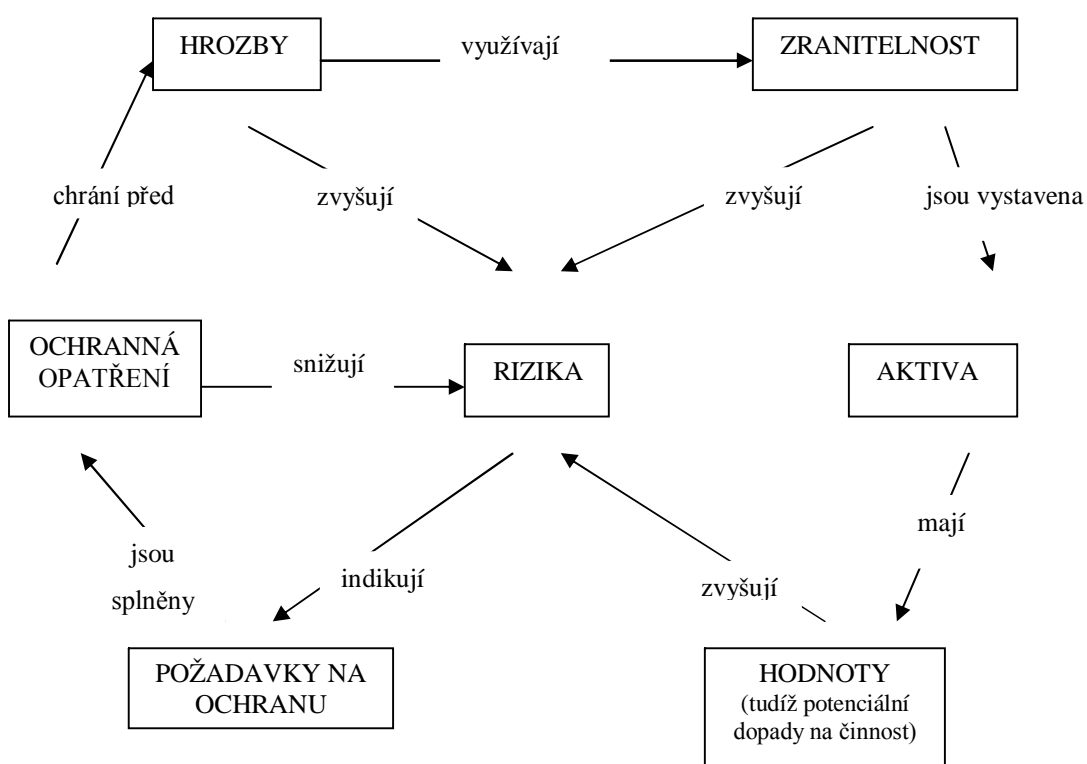 HROZBY
využívají
ZRANITELNOST
chrání před
zvyšují
zvyšují
jsou vystavena
OCHRANNÁ
OPATŘENÍ
snižují
RIZIKA
AKTIVA
jsou
splněny
indikují
zvyšují
mají
POŽADAVKY NA
OCHRANU
HODNOTY
(tudíž potenciální
dopady na činnost)